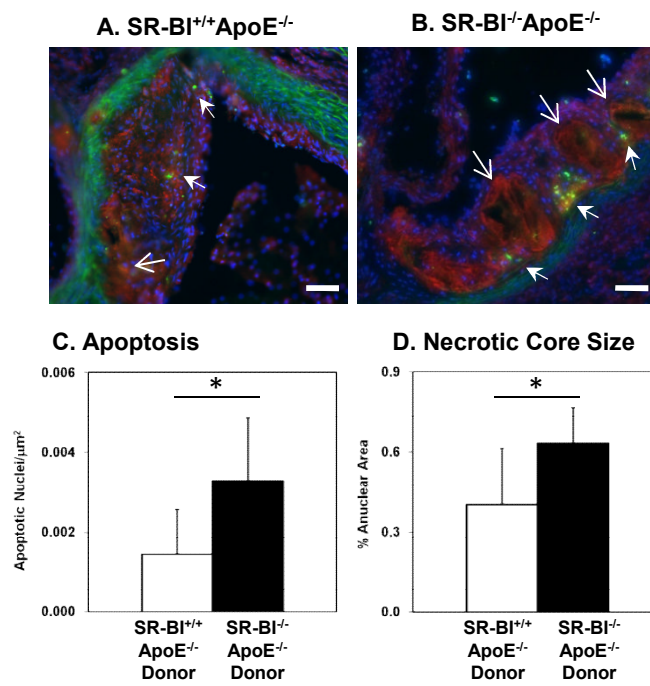 A. SR-BI⁺/⁺ApoE⁻/⁻
B. SR-BI⁻/⁻ApoE⁻/⁻
C. Apoptosis
0.006
0.004
0.002
0.000
Apoptotic Nuclei/µm²
*
SR-BI⁺/⁺
ApoE⁻/⁻
Donor
SR-BI⁻/⁻
ApoE⁻/⁻
Donor
D. Necrotic Core Size
0.9
0.6
0.3
0.0
% Anuclear Area
*
SR-BI⁺/⁺
ApoE⁻/⁻
Donor
SR-BI⁻/⁻
ApoE⁻/⁻
Donor